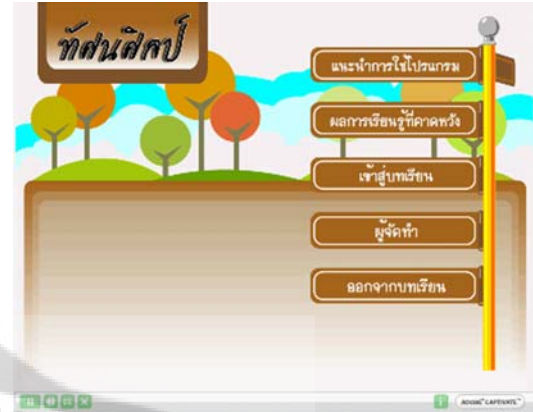 ทัศนศิลป์
แนะนำการใช้โปรแกรม
ผลการเรียนรู้ที่คาดหวัง
เข้าสู่บทเรียน
ผู้จัดทำ
ออกจากบทเรียน
ADOBE® CAPTIVATE™